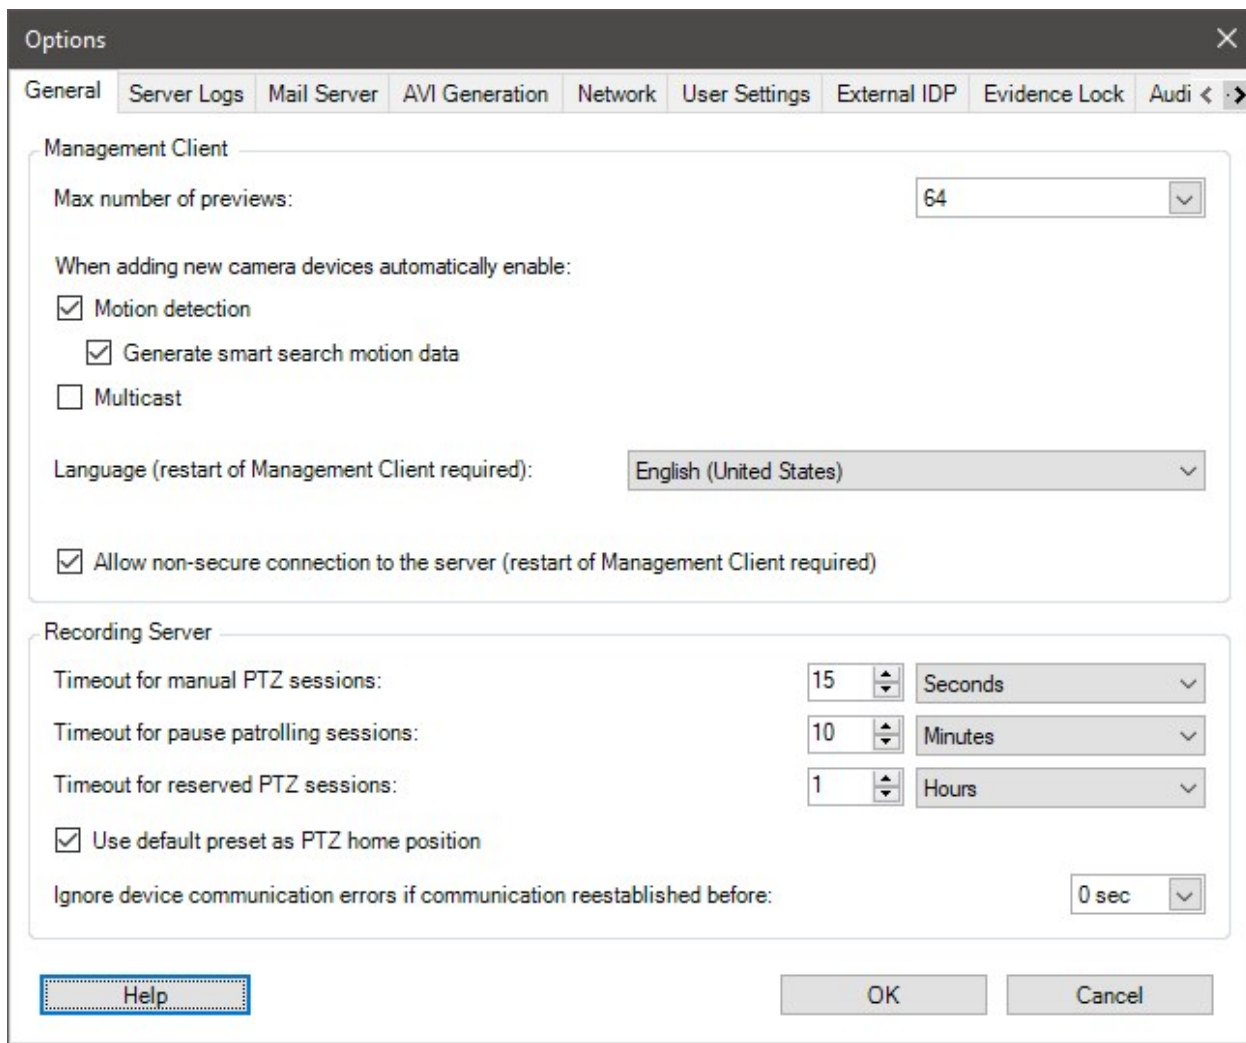 Options
General Server Logs Mail Server AVI Generation Network User Settings External IDP Evidence Lock Audi
Management Client
Max number of previews: 64
When adding new camera devices automatically enable:
Motion detection
Generate smart search motion data
Multicast
Language (restart of Management Client required): English (United States)
Allow non-secure connection to the server (restart of Management Client required)
Recording Server
Timeout for manual PTZ sessions: 15 Seconds
Timeout for pause patrolling sessions: 10 Minutes
Timeout for reserved PTZ sessions: 1 Hours
Use default preset as PTZ home position
Ignore device communication errors if communication reestablished before: 0 sec
Help OK Cancel